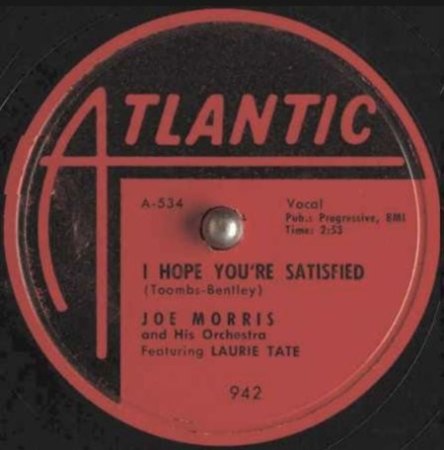 ATLANTIC
A-534
Vocal
Pub.: Progressive, BMI
Time: 2:53
I HOPE YOU'RE SATISFIED
(Toombs-Bentley)
JOE MORRIS
and His Orchestra
Featuring LAURIE TATE
942